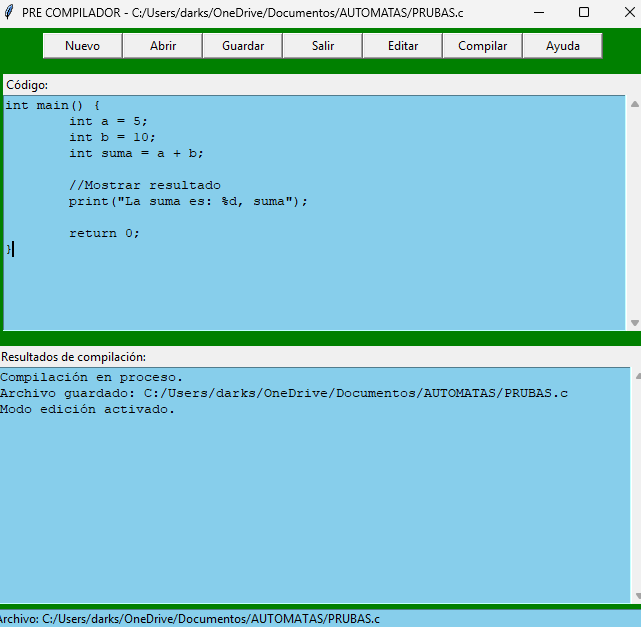 PRE COMPILADOR - C:/Users/darks/OneDrive/Documentos/AUTOMATAS/PRUBAS.c
Nuevo Abrir Guardar Salir Editar Compilar Ayuda
Código:
int main() {
        int a = 5;
        int b = 10;
        int suma = a + b;
        //Mostrar resultado
        print("La suma es: %d, suma");
        return 0;
}
Resultados de compilación:
Compilación en proceso.
Archivo guardado: C:/Users/darks/OneDrive/Documentos/AUTOMATAS/PRUBAS.c
Modo edición activado.
Archivo: C:/Users/darks/OneDrive/Documentos/AUTOMATAS/PRUBAS.c